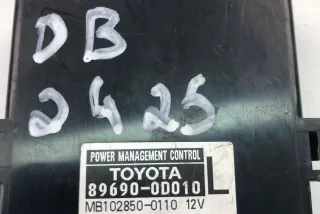 DB
2425
POWER MANAGEMENT CONTROL
TOYOTA L
89690-0D010
MB102850-0110 12V